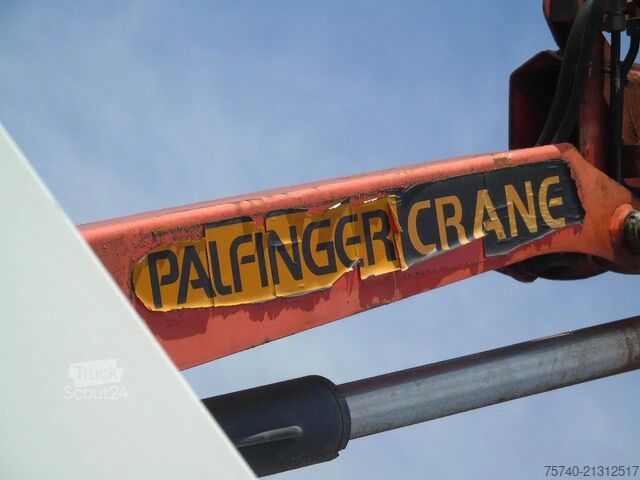 PALFINGER CRANE
Truck
Scout24
75740-21312517